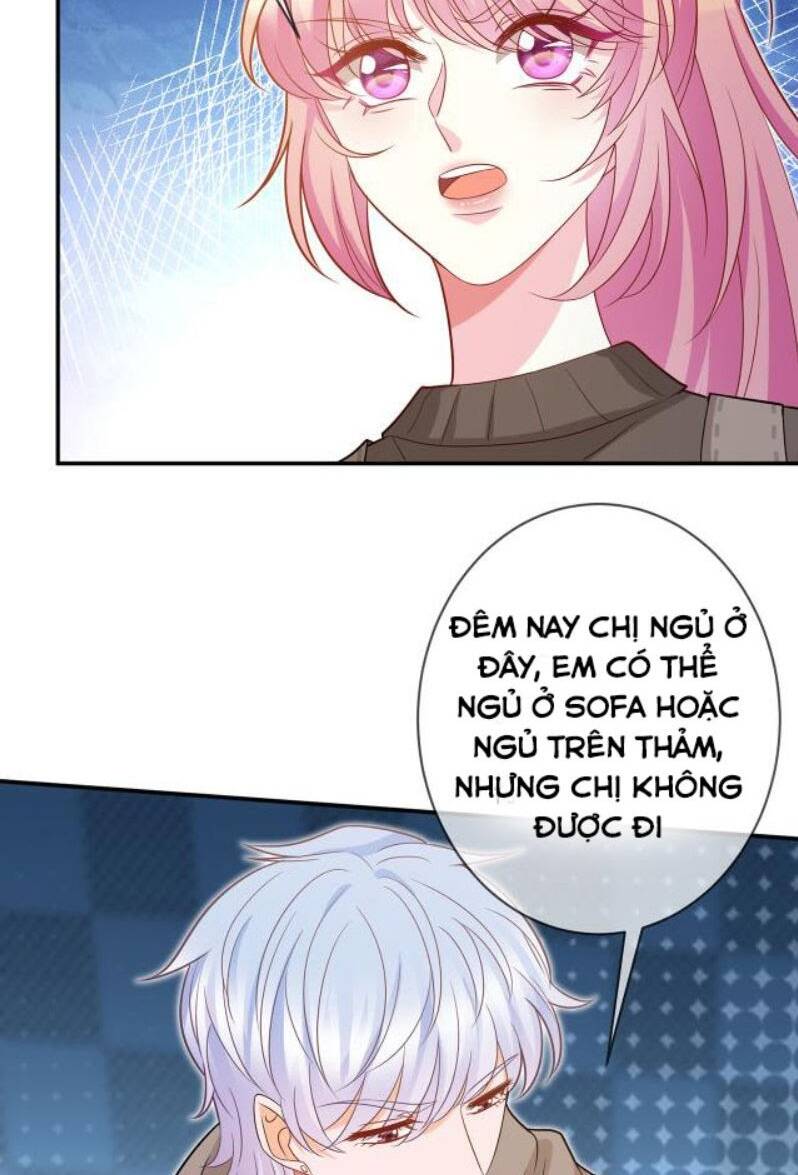 ĐÊM NAY CHỊ NGỦ Ở
ĐÂY, EM CÓ THỂ
NGỦ Ở SOFA HOẶC
NGỦ TRÊN THẢM,
NHƯNG CHỊ KHÔNG
ĐƯỢC ĐI